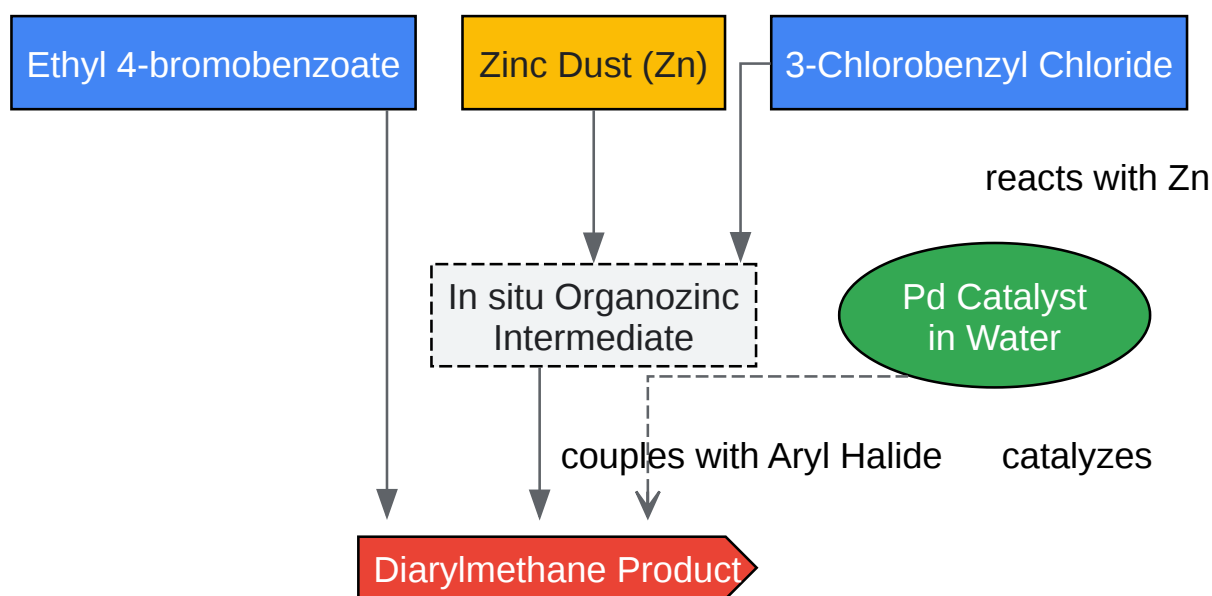 Ethyl 4-bromobenzoate
Zinc Dust (Zn)
3-Chlorobenzyl Chloride
reacts with Zn
In situ Organozinc
Intermediate
Pd Catalyst
in Water
couples with Aryl Halide
catalyzes
Diarylmethane Product